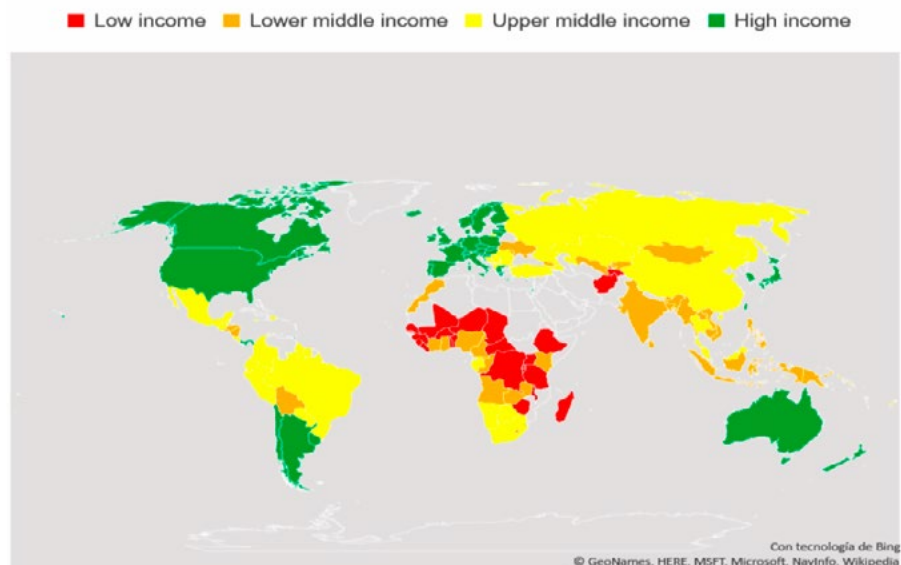 Low income Lower middle income Upper middle income High income
Con tecnología de Bing
© GeoNames, HERE, MSFT, Microsoft, NavInfo, Wikipedia